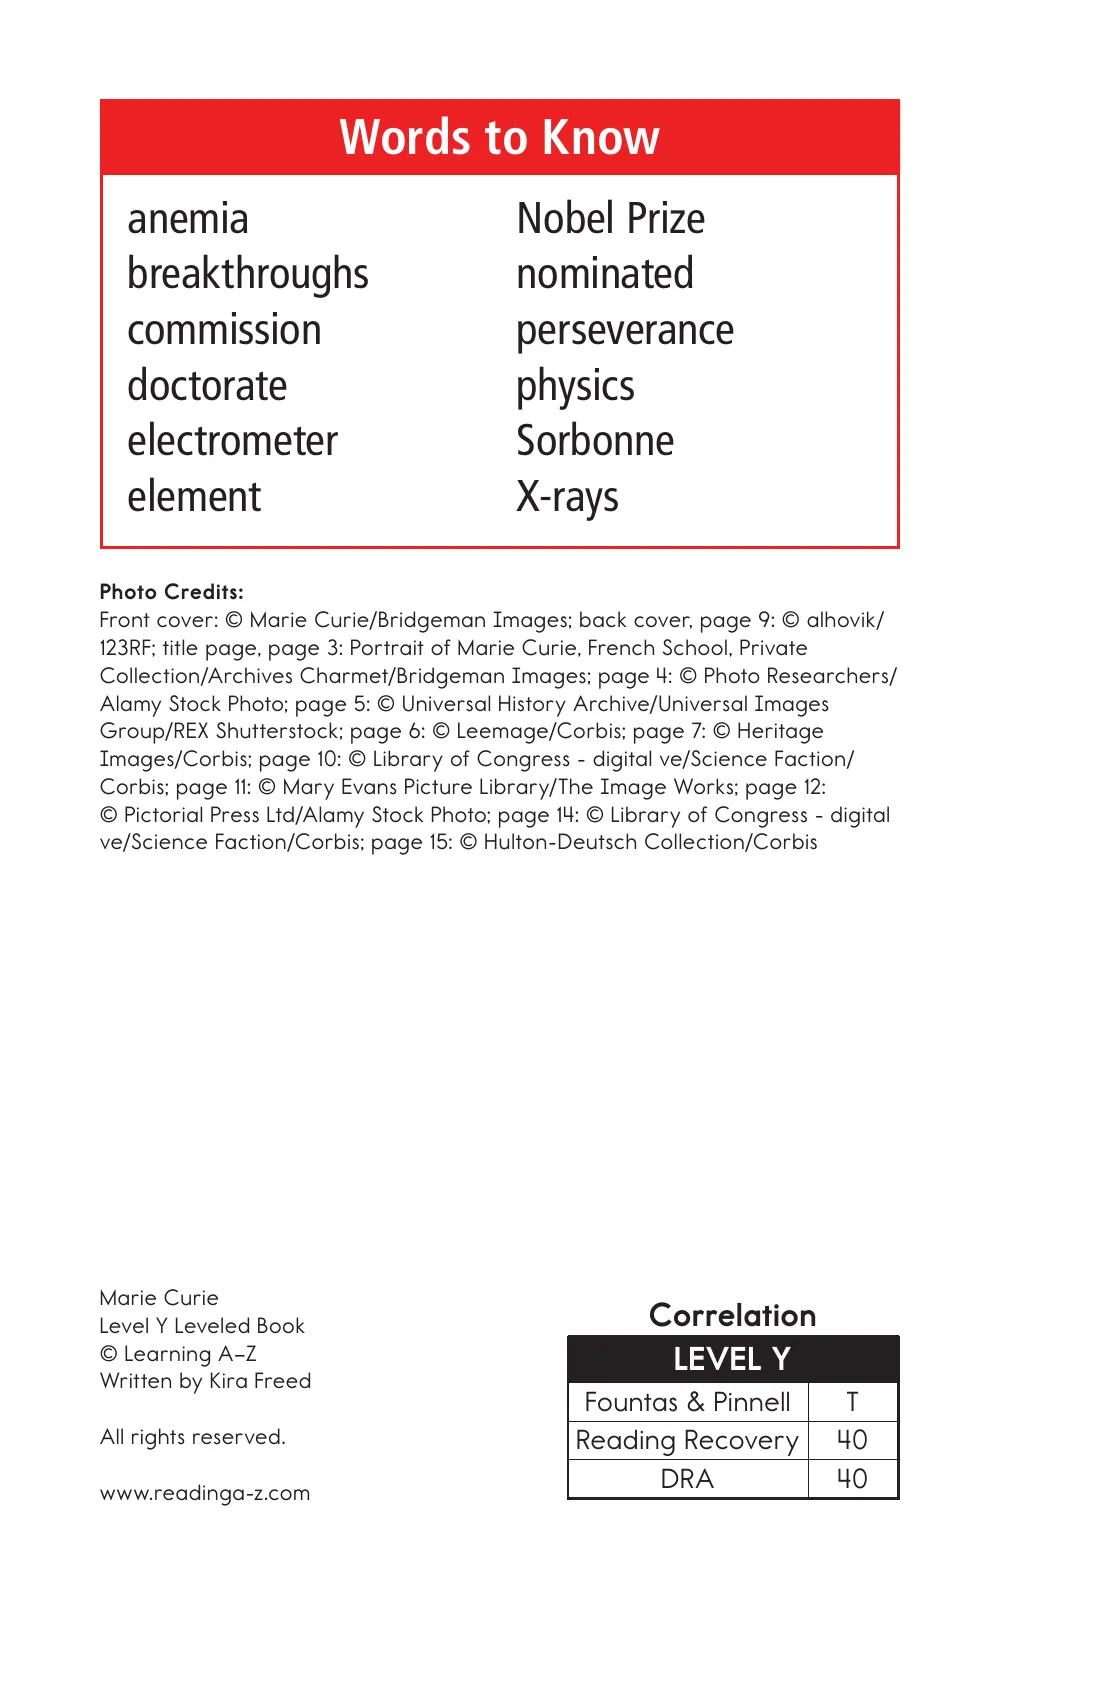 Words to Know
anemia
breakthroughs
commission
doctorate
electrometer
element
Nobel Prize
nominated
perseverance
physics
Sorbonne
X-rays
Photo Credits:
Front cover: © Marie Curie/Bridgeman Images; back cover, page 9: © alhovik/
123RF; title page, page 3: Portrait of Marie Curie, French School, Private
Collection/Archives Charmet/Bridgeman Images; page 4: © Photo Researchers/
Alamy Stock Photo; page 5: © Universal History Archive/Universal Images
Group/REX Shutterstock; page 6: © Leemage/Corbis; page 7: © Heritage
Images/Corbis; page 10: © Library of Congress - digital ve/Science Faction/
Corbis; page 11: © Mary Evans Picture Library/The Image Works; page 12:
© Pictorial Press Ltd/Alamy Stock Photo; page 14: © Library of Congress - digital
ve/Science Faction/Corbis; page 15: © Hulton-Deutsch Collection/Corbis
Marie Curie
Level Y Leveled Book
© Learning A–Z
Written by Kira Freed
All rights reserved.
www.readinga-z.com
Correlation
LEVEL Y
Fountas & Pinnell T
Reading Recovery 40
DRA 40